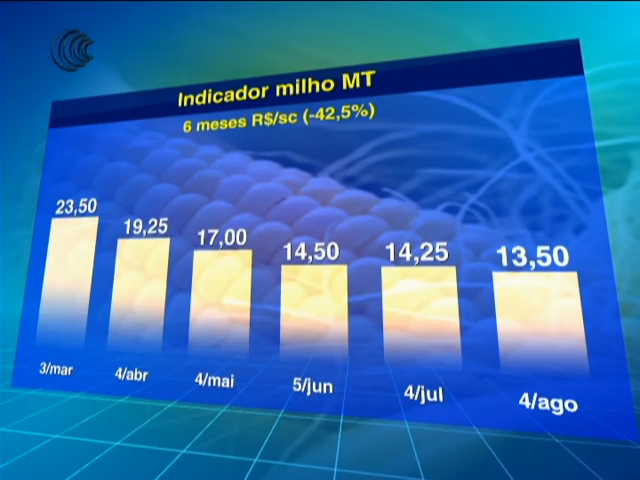 Indicador milho MT
6 meses R$/sc (-42,5%)
23,50 19,25 17,00 14,50 14,25 13,50
3/mar 4/abr 4/mai 5/jun 4/jul 4/ago